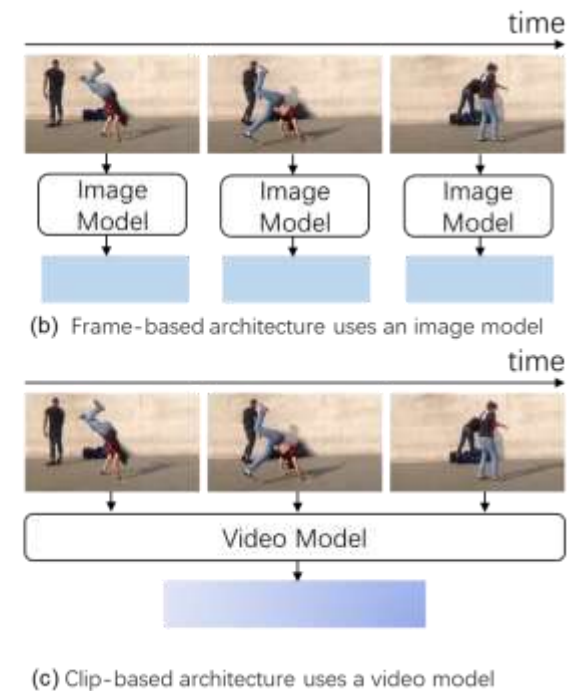 time
Image Model
Image Model
Image Model
(b) Frame-based architecture uses an image model
time
Video Model
(c) Clip-based architecture uses a video model